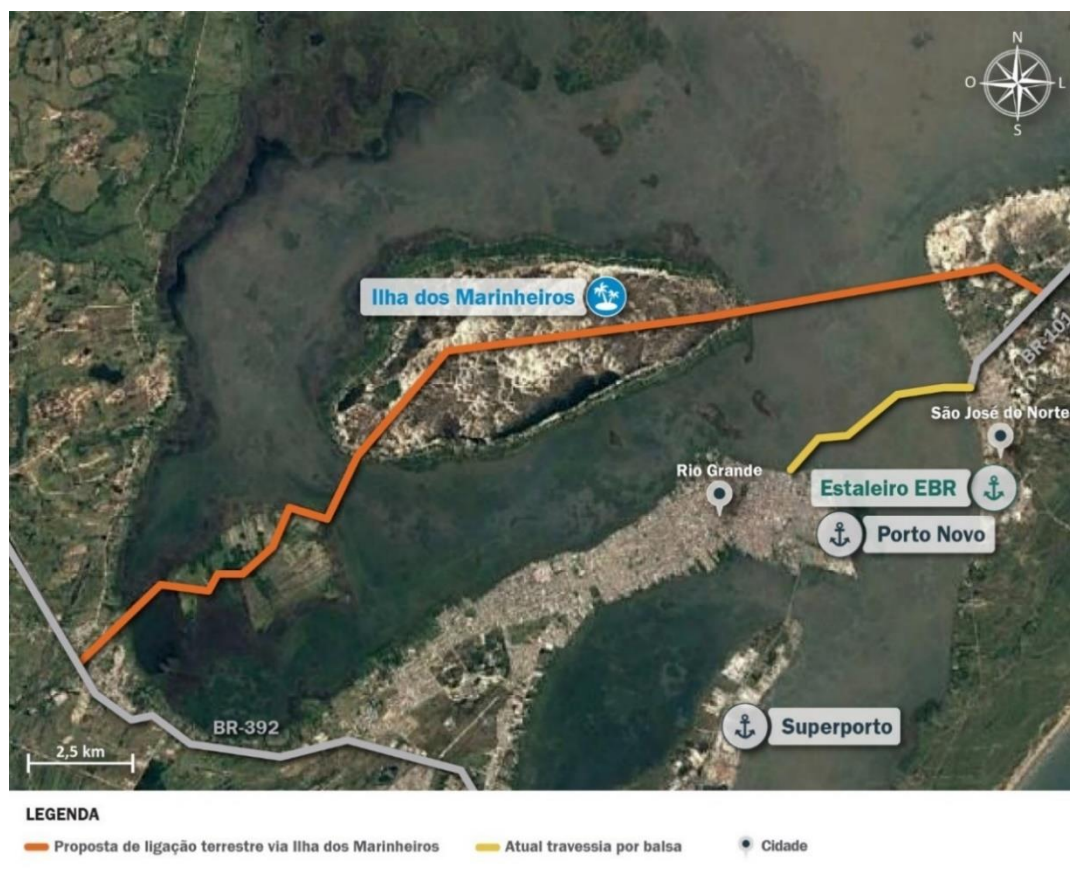 N
O
L
S
Ilha dos Marinheiros
BR-101
São José do Norte
Rio Grande
Estaleiro EBR
Porto Novo
BR-392
Superporto
2,5 km
LEGENDA
Proposta de ligação terrestre via Ilha dos Marinheiros
Atual travessia por balsa
Cidade